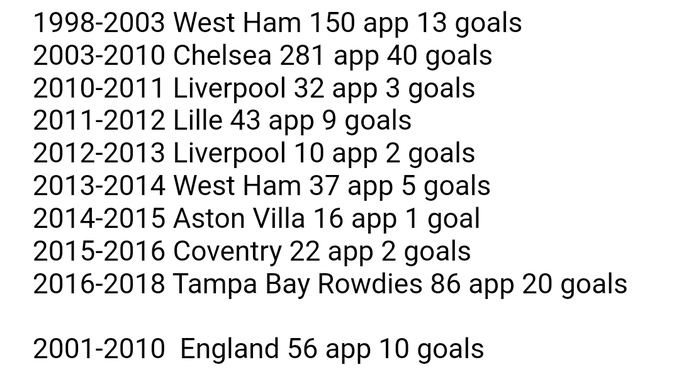 1998-2003 West Ham 150 app 13 goals
2003-2010 Chelsea 281 app 40 goals
2010-2011 Liverpool 32 app 3 goals
2011-2012 Lille 43 app 9 goals
2012-2013 Liverpool 10 app 2 goals
2013-2014 West Ham 37 app 5 goals
2014-2015 Aston Villa 16 app 1 goal
2015-2016 Coventry 22 app 2 goals
2016-2018 Tampa Bay Rowdies 86 app 20 goals
2001-2010 England 56 app 10 goals